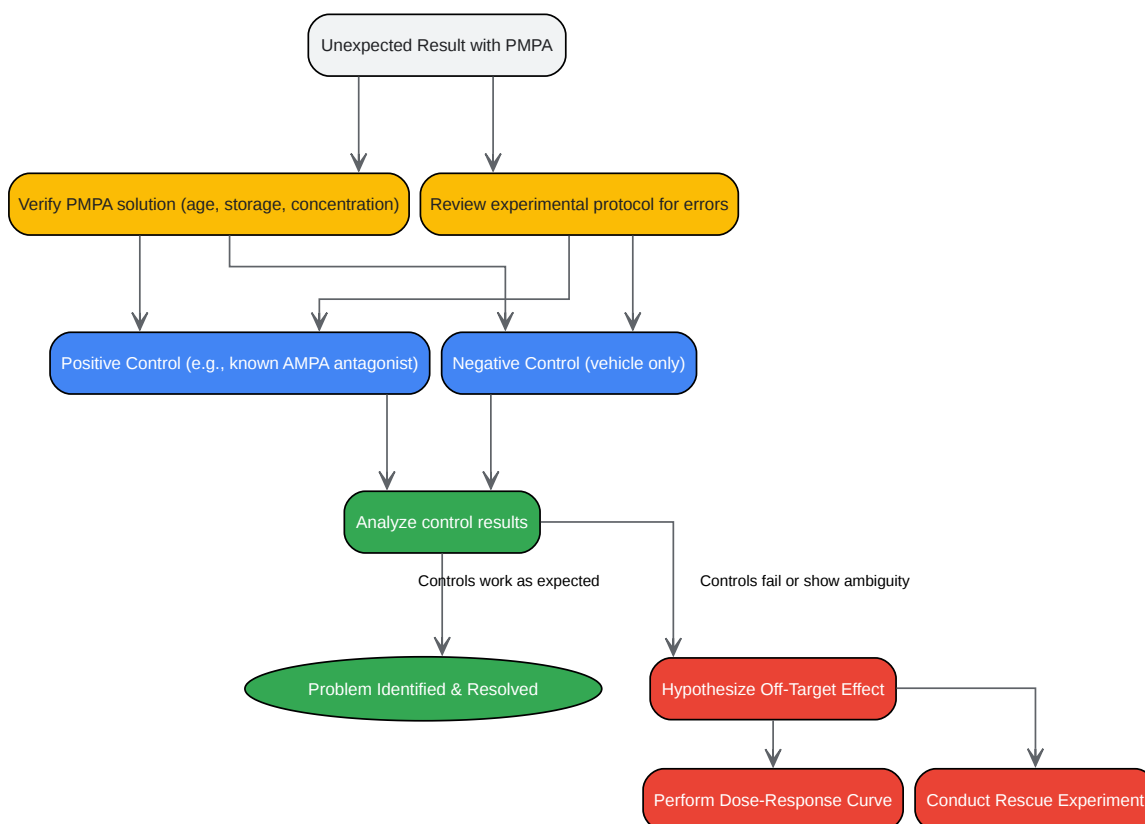 Unexpected Result with PMPA
Verify PMPA solution (age, storage, concentration)
Review experimental protocol for errors
Positive Control (e.g., known AMPA antagonist)
Negative Control (vehicle only)
Analyze control results
Controls work as expected
Controls fail or show ambiguity
Problem Identified & Resolved
Hypothesize Off-Target Effect
Perform Dose-Response Curve
Conduct Rescue Experiment